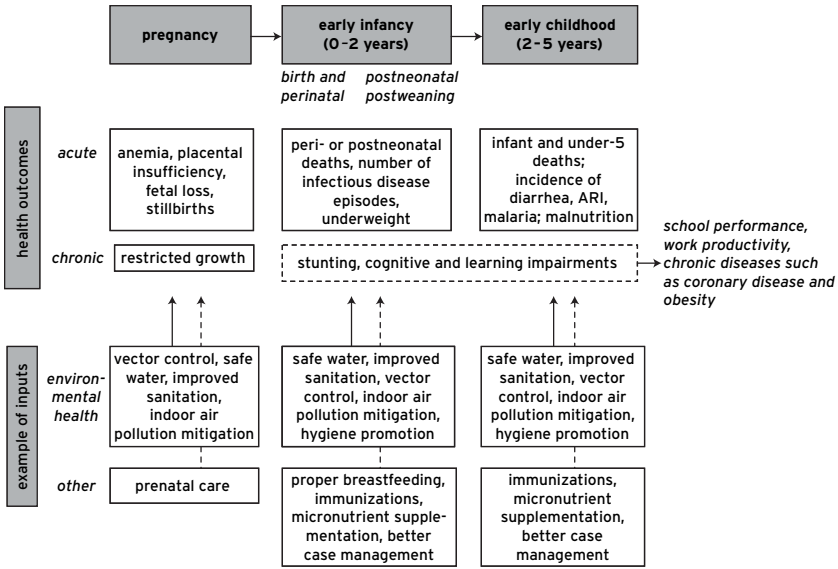 pregnancy
early infancy
(0–2 years)
early childhood
(2–5 years)
birth and
perinatal
postneonatal
postweaning
health outcomes
acute
anemia, placental
insufficiency,
fetal loss,
stillbirths
peri- or postneonatal
deaths, number of
infectious disease
episodes,
underweight
infant and under-5
deaths;
incidence of
diarrhea, ARI,
malaria; malnutrition
chronic
restricted growth
stunting, cognitive and learning impairments
school performance,
work productivity,
chronic diseases such
as coronary disease and
obesity
example of inputs
environ-
mental
health
vector control, safe
water, improved
sanitation,
indoor air
pollution mitigation
safe water, improved
sanitation, vector
control, indoor air
pollution mitigation,
hygiene promotion
safe water, improved
sanitation, vector
control, indoor air
pollution mitigation,
hygiene promotion
other
prenatal care
proper breastfeeding,
immunizations,
micronutrient supple-
mentation, better
case management
immunizations,
micronutrient
supplementation,
better case
management